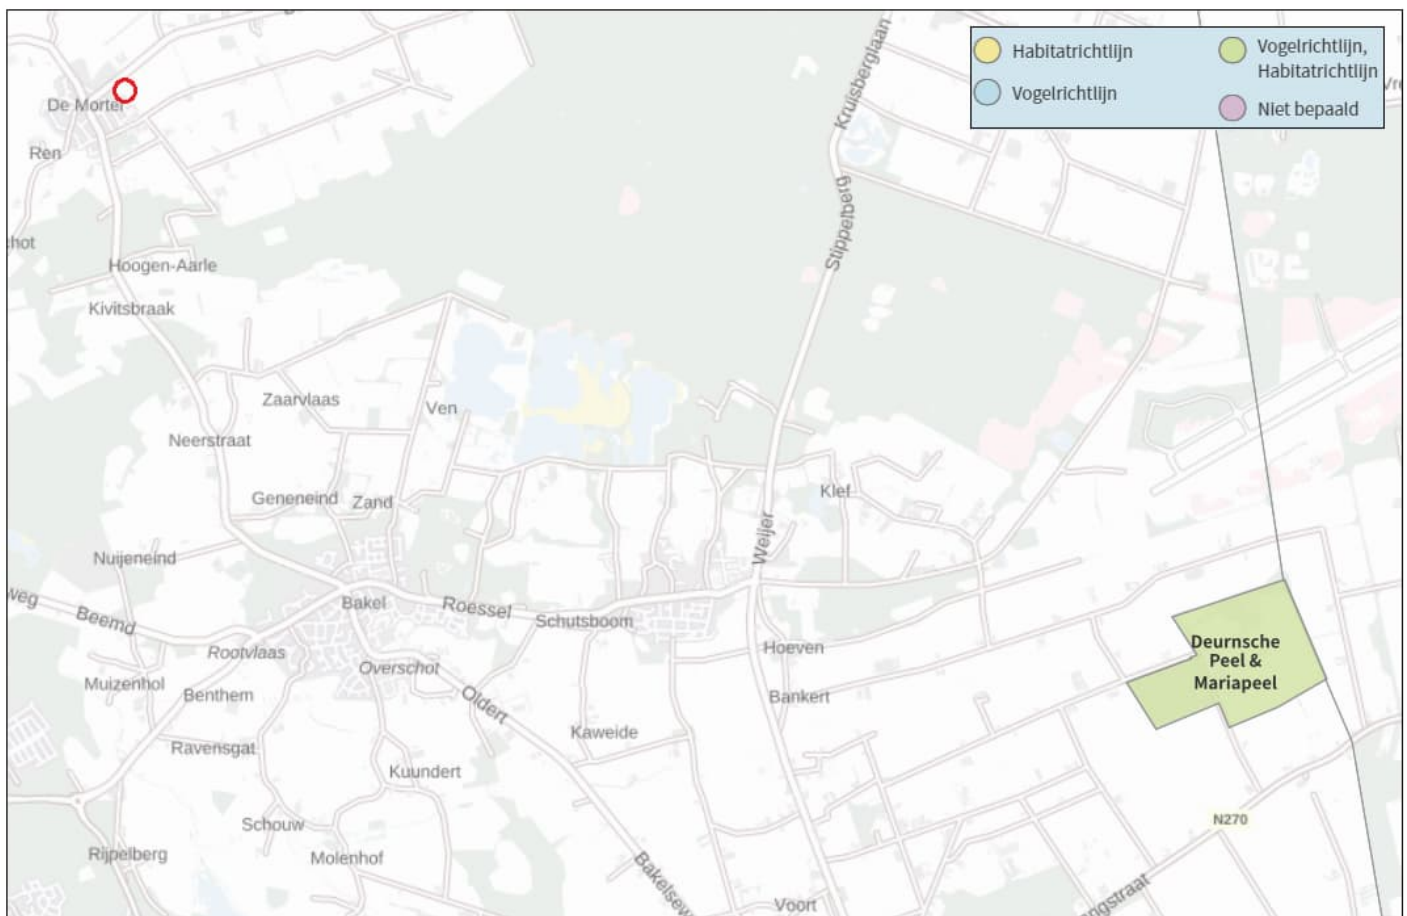 Habitatrichtlijn
Vogelrichtlijn
Vogelrichtlijn,
Habitatrichtlijn
Niet bepaald
Kruisberglaan
De Mortel
Ren
Stippelberg
Hoogen-Aarle
Kivitsbraak
Zaarvlaas
Ven
Neerstraat
Klef
Geneneind
Zand
Weijer
Nuijeneind
Beemd
Bakel
Roessel
Schutsboom
Rootvlaas
Overschot
Hoeven
Deurnsche
Peel &
Mariapeel
Muizenhol
Benthem
Oldert
Bankert
Kaweide
Ravensgat
Kuundert
Schouw
N270
Rijpelberg
Molenhof
Voort